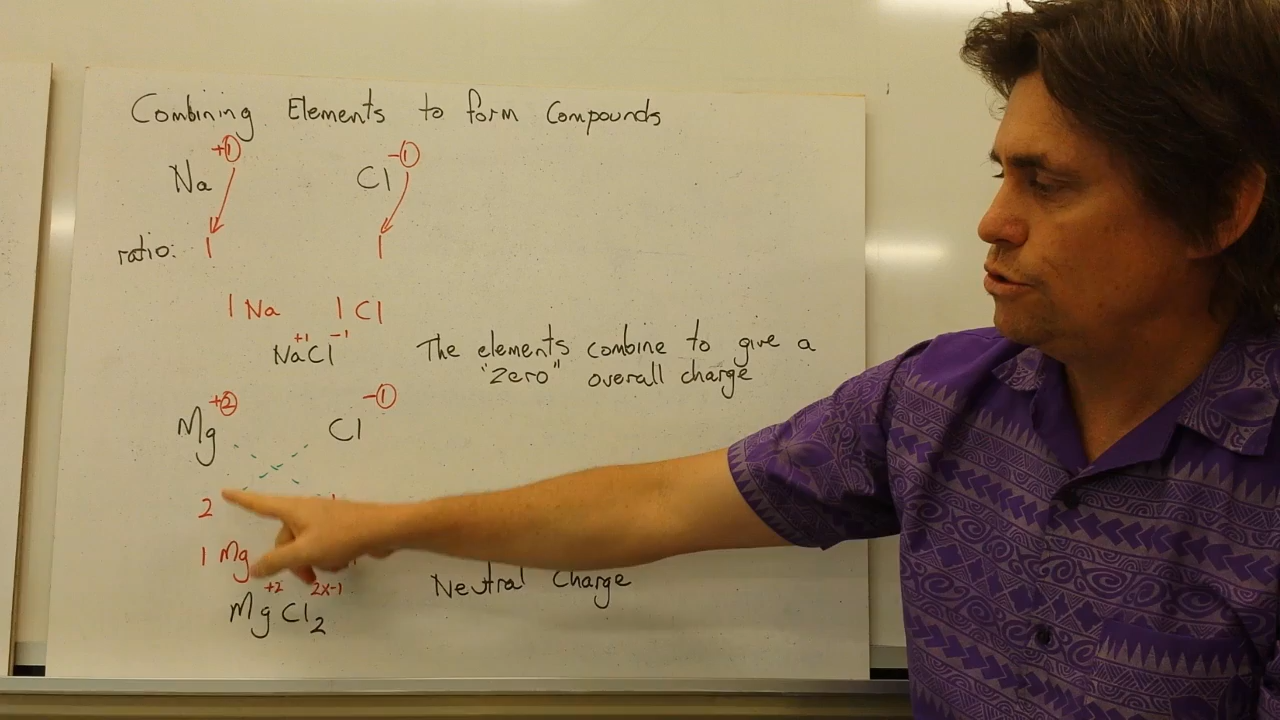 Combining Elements to form Compounds
Na +1 Cl -1
ratio: 1 1
1 Na 1 Cl
NaCl +1 -1
The elements combine to give a
"zero" overall charge
Mg +2 Cl -1
2
1 Mg
+2 2x-1
MgCl2
Neutral Charge